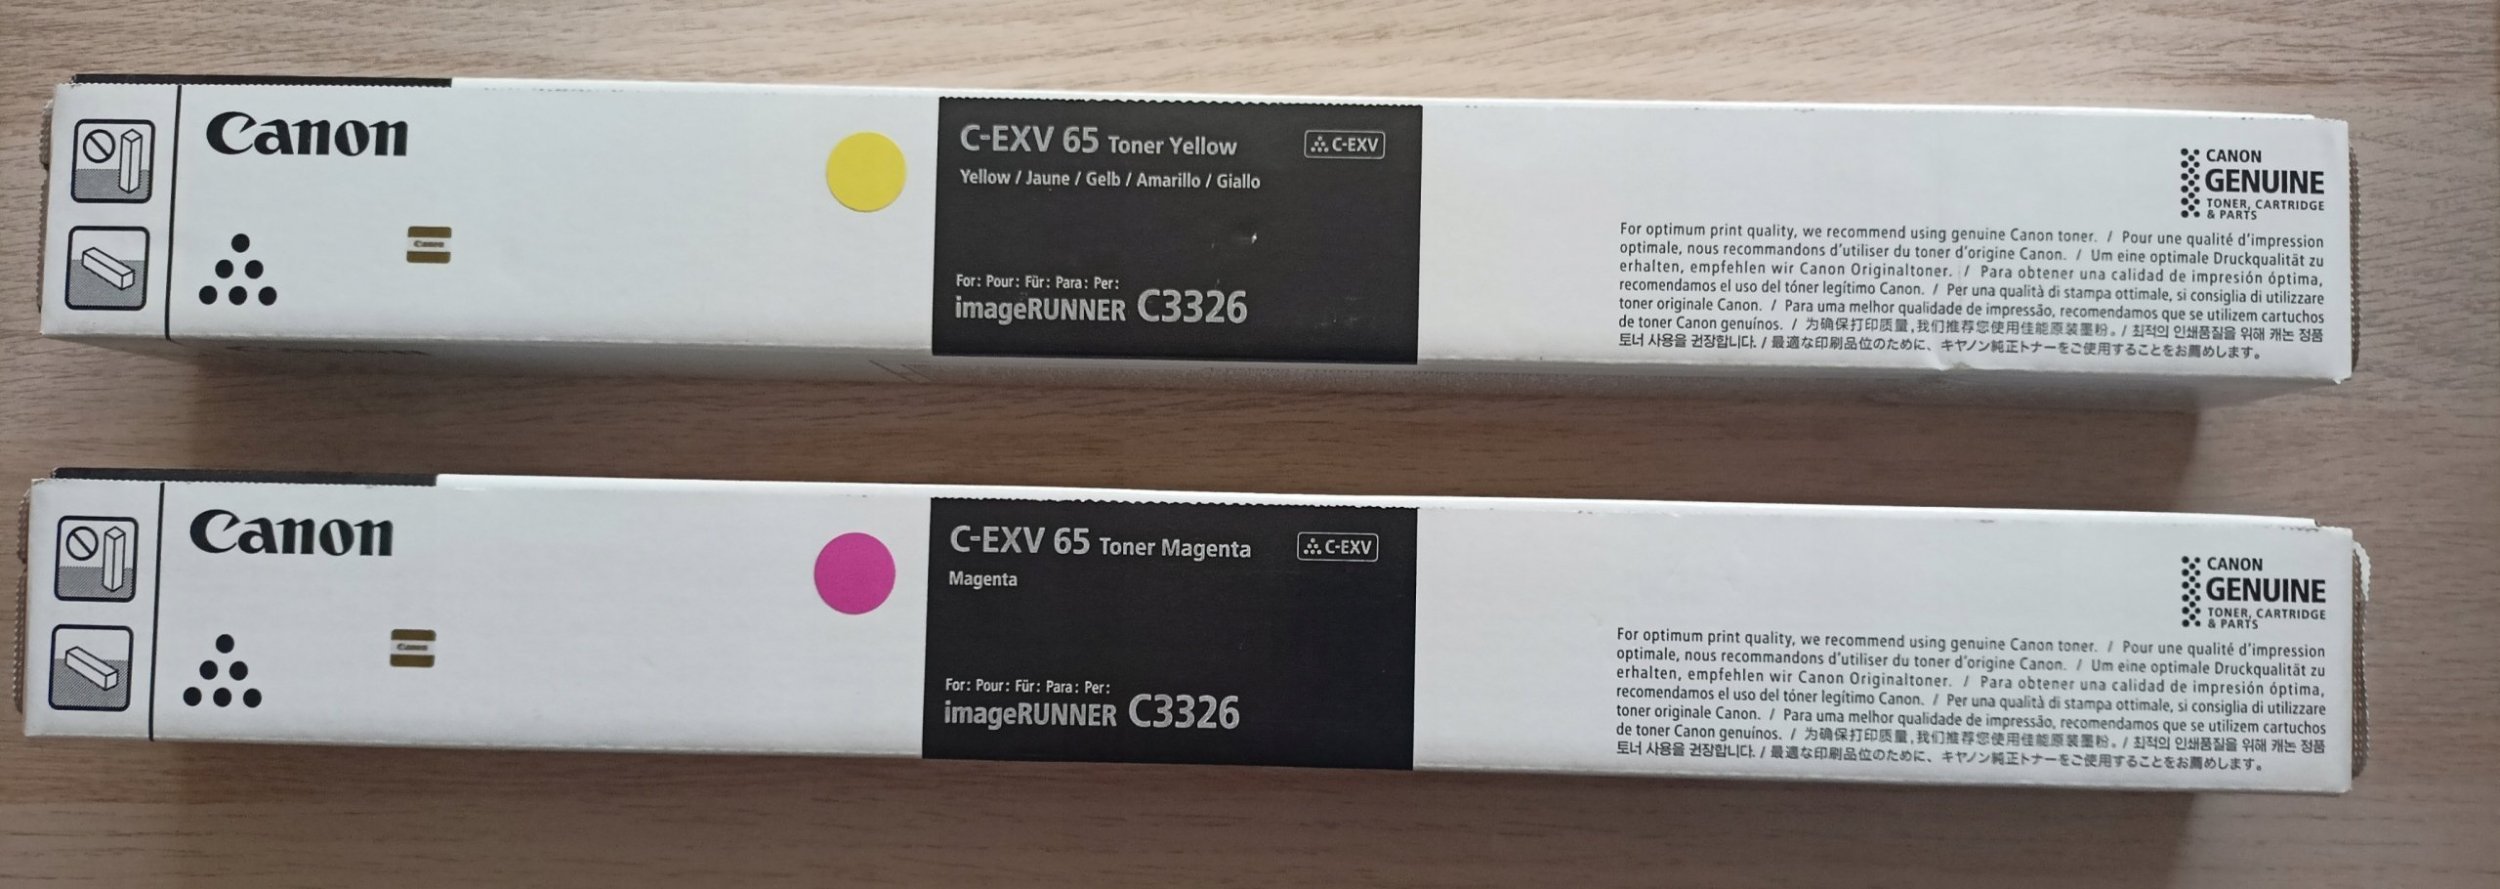 Canon
Canon
C-EXV 65 Toner Yellow
C-EXV
Yellow / Jaune / Gelb / Amarillo / Giallo
For: Pour: Für: Para: Per:
imageRUNNER C3326
CANON
GENUINE
TONER, CARTRIDGE
& PARTS
For optimum print quality, we recommend using genuine Canon toner. / Pour une qualité d'impression
optimale, nous recommandons d'utiliser du toner d'origine Canon. / Um eine optimale Druckqualität zu
erhalten, empfehlen wir Canon Originaltoner. / Para obtener una calidad de impresión óptima,
recomendamos el uso del tóner legítimo Canon. / Per una qualità di stampa ottimale, si consiglia di utilizzare
toner originale Canon. / Para uma melhor qualidade de impressão, recomendamos que se utilizem cartuchos
de toner Canon genuínos. / 为确保打印质量,我们推荐您使用佳能原装墨粉。/ 최적의 인쇄품질을 위해 캐논 정품
토너 사용을 권장합니다. / 最適な印刷品位のために、キヤノン純正トナーをご使用することをお薦めします。
Canon
Canon
C-EXV 65 Toner Magenta
C-EXV
Magenta
For: Pour: Für: Para: Per:
imageRUNNER C3326
CANON
GENUINE
TONER, CARTRIDGE
& PARTS
For optimum print quality, we recommend using genuine Canon toner. / Pour une qualité d'impression
optimale, nous recommandons d'utiliser du toner d'origine Canon. / Um eine optimale Druckqualität zu
erhalten, empfehlen wir Canon Originaltoner. / Para obtener una calidad de impresión óptima,
recomendamos el uso del tóner legítimo Canon. / Per una qualità di stampa ottimale, si consiglia di utilizzare
toner originale Canon. / Para uma melhor qualidade de impressão, recomendamos que se utilizem cartuchos
de toner Canon genuínos. / 为确保打印质量,我们推荐您使用佳能原装墨粉。/ 최적의 인쇄품질을 위해 캐논 정품
토너 사용을 권장합니다. / 最適な印刷品位のために、キヤノン純正トナーをご使用することをお薦めします。